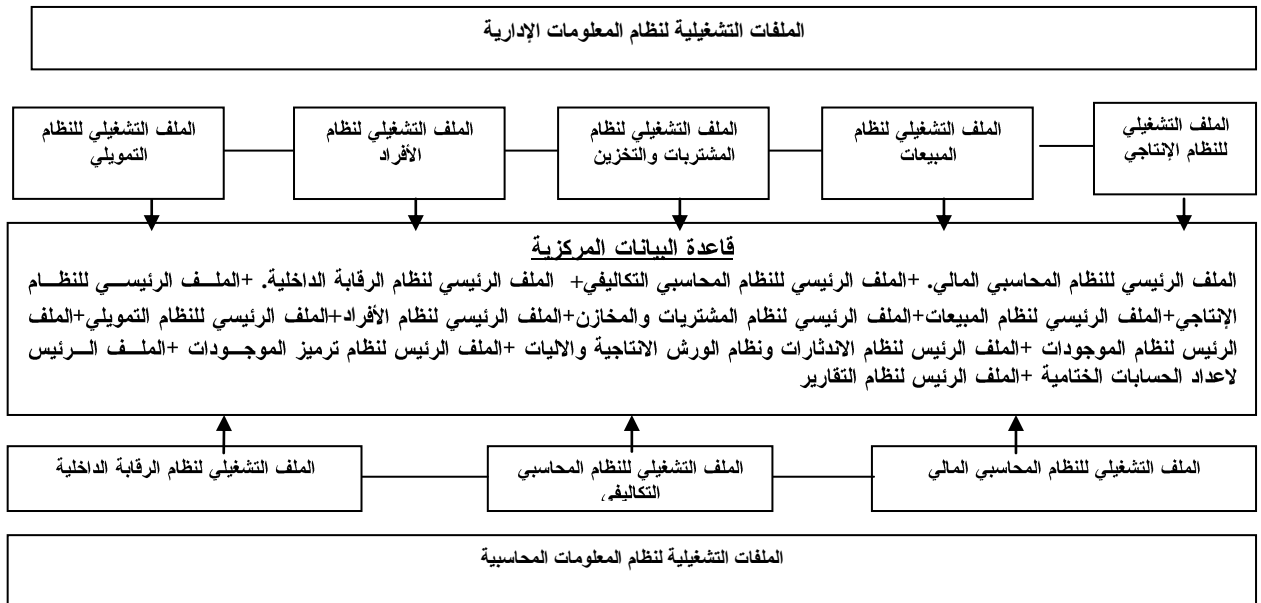 الملفات التشغيلية لنظام المعلومات الإدارية
الملف التشغيلي
للنظام الإنتاجي
الملف التشغيلي لنظام
المبيعات
الملف التشغيلي لنظام
المشتريات والتخزين
الملف التشغيلي لنظام
الأفراد
الملف التشغيلي للنظام
التمويلي
قاعدة البيانات المركزية
الملف الرئيسي للنظام المحاسبي المالي. +الملف الرئيسي للنظام المحاسبي التكاليفي+ الملف الرئيسي لنظام الرقابة الداخلية. +الملف الرئيسي للنظام
الإنتاجي+الملف الرئيسي لنظام المبيعات+الملف الرئيسي لنظام المشتريات والمخازن+الملف الرئيسي لنظام الأفراد+الملف الرئيسي للنظام التمويلي+الملف
الرئيس لنظام الموجودات +الملف الرئيس لنظام الاندثارات ونظام الورش الانتاجية والاليات +الملف الرئيس لنظام ترميز الموجودات +الملف الرئيس
لاعداد الحسابات الختامية +الملف الرئيس لنظام التقارير
الملف التشغيلي للنظام المحاسبي المالي
الملف التشغيلي للنظام المحاسبي
التكاليفي
الملف التشغيلي لنظام الرقابة الداخلية
الملفات التشغيلية لنظام المعلومات المحاسبية